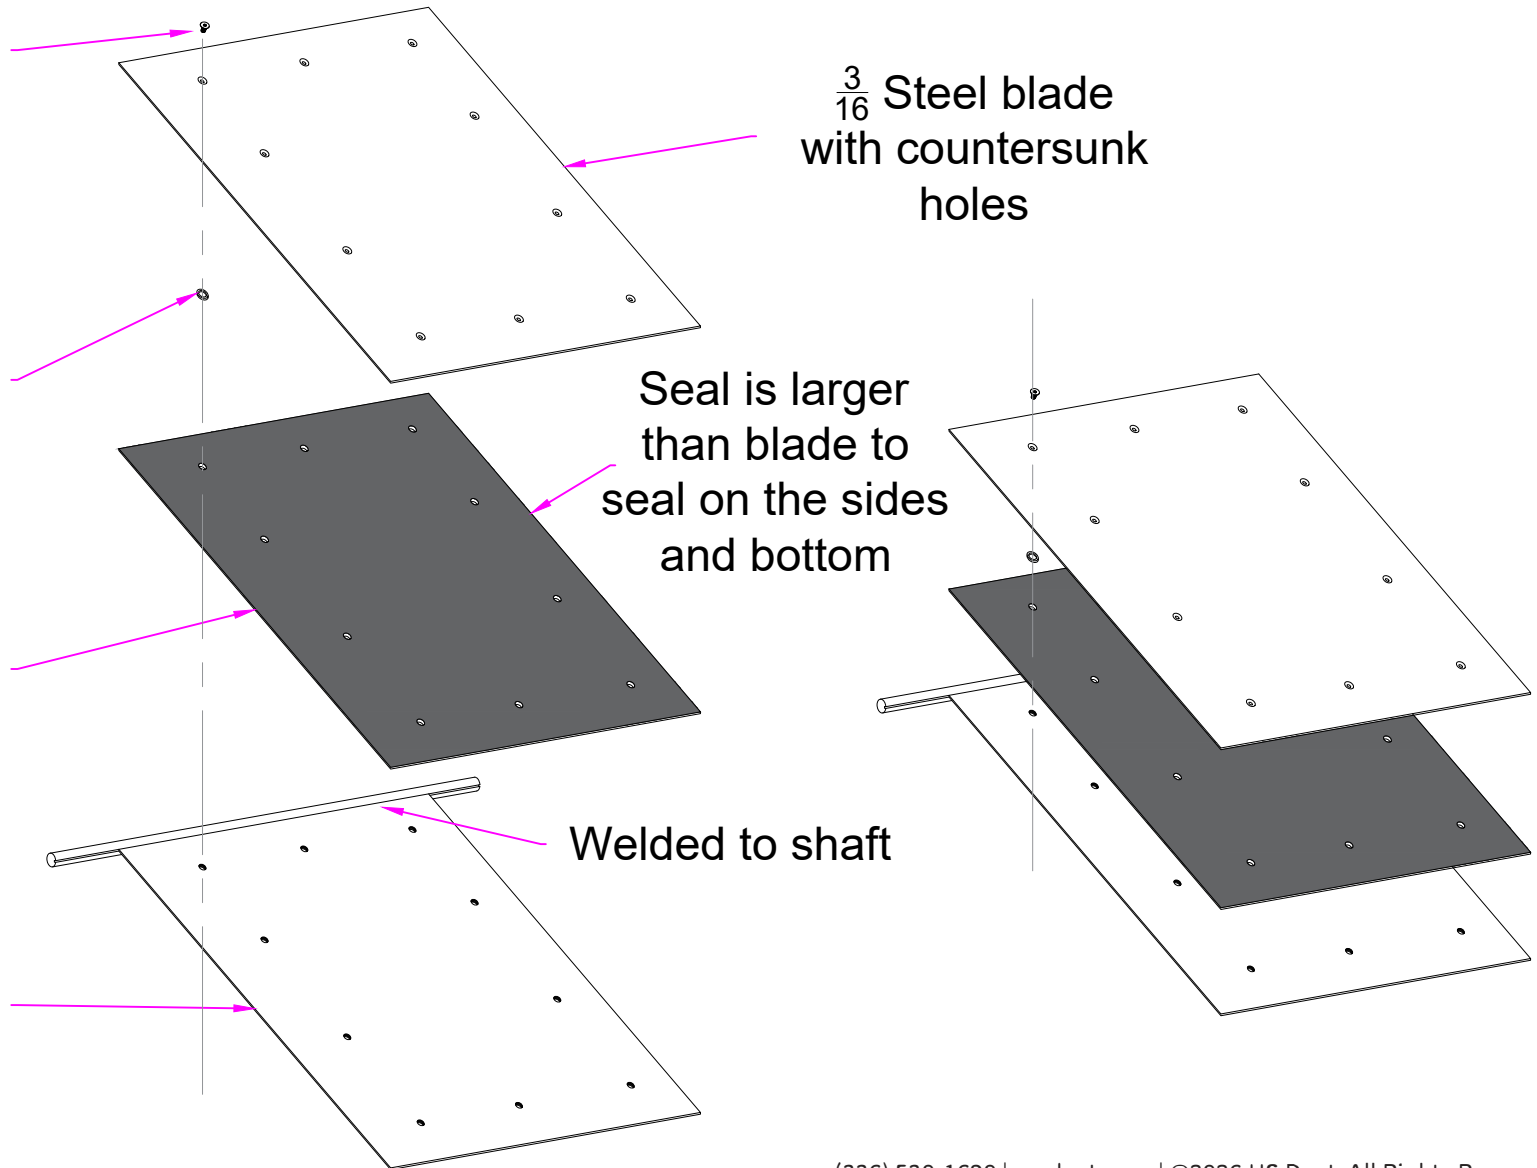 3/16 Steel blade
with countersunk
holes
Seal is larger
than blade to
seal on the sides
and bottom
Welded to shaft